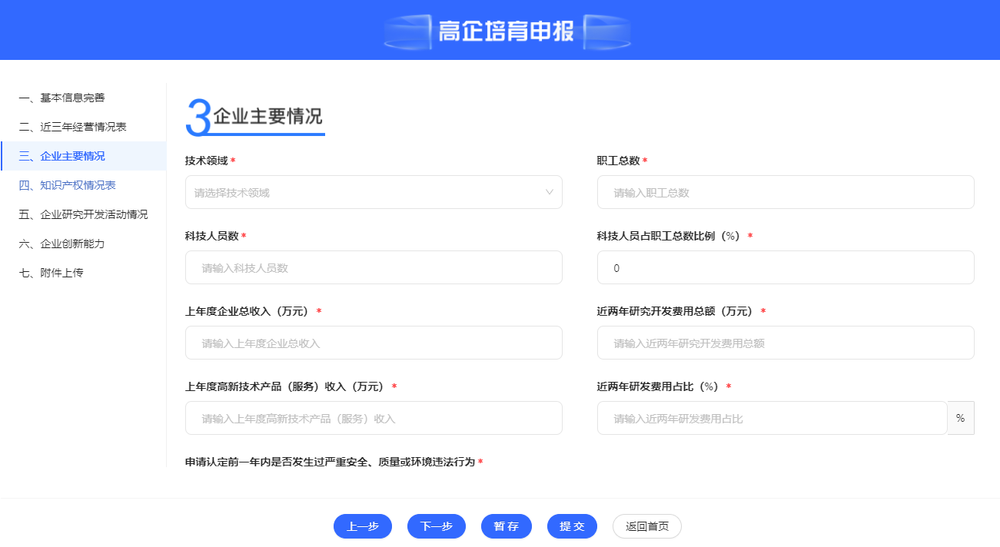 高企培育申报
一、基本信息完善
二、近三年经营情况表
三、企业主要情况
四、知识产权情况表
五、企业研究开发活动情况
六、企业创新能力
七、附件上传
3企业主要情况
技术领域*
请选择技术领域
职工总数*
请输入职工总数
科技人员数*
请输入科技人员数
科技人员占职工总数比例（%）*
0
上年度企业总收入（万元）*
请输入上年度企业总收入
近两年研究开发费用总额（万元）*
请输入近两年研究开发费用总额
上年度高新技术产品（服务）收入（万元）*
请输入上年度高新技术产品（服务）收入
近两年研发费用占比（%）*
请输入近两年研发费用占比
%
申请认定前一年内是否发生过严重安全、质量或环境违法行为*
上一步
下一步
暂 存
提 交
返回首页